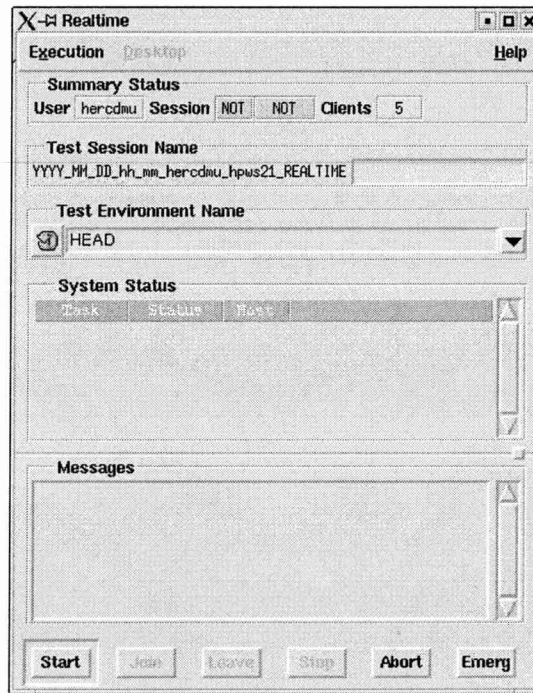 Realtime
Execution Desktop Help
Summary Status
User hercdmu Session NOT NOT Clients 5
Test Session Name
YYYY_MM_DD_hh_mm_hercdmu_hpws21_REALTIME
Test Environment Name
HEAD
System Status
Task Status Host
Messages
Start Join Leave Stop Abort Emerg